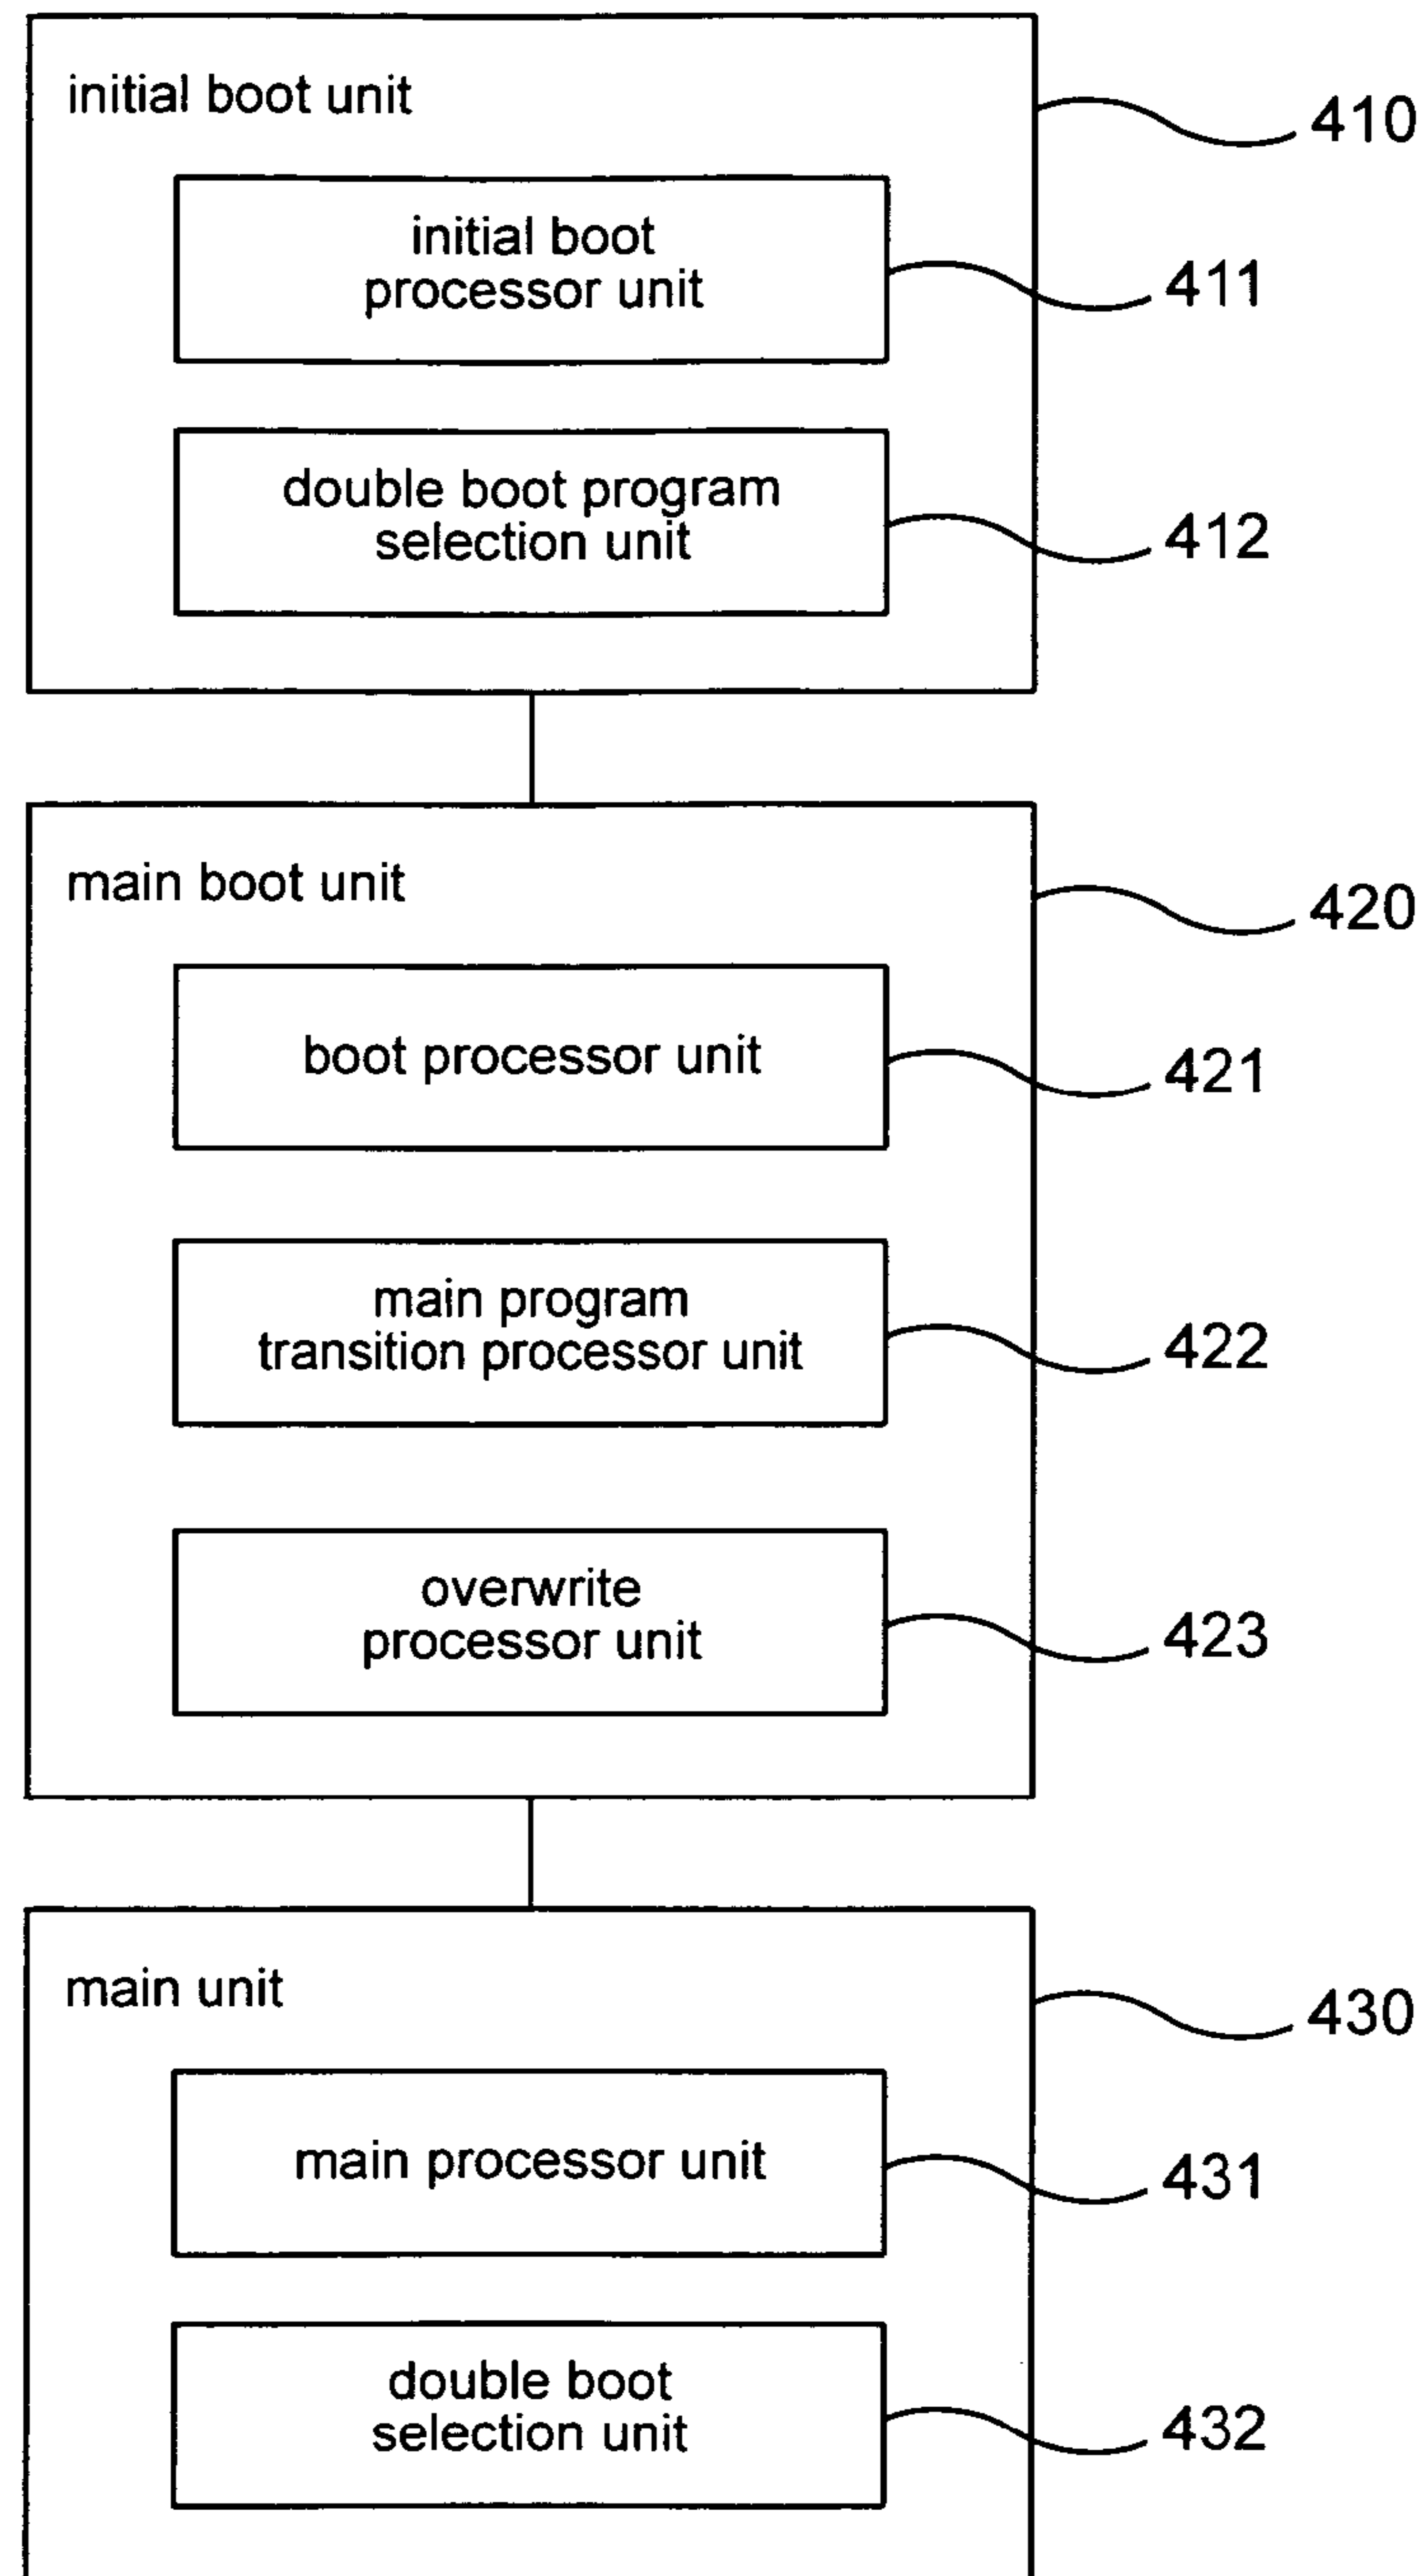 initial boot unit
410
initial boot
processor unit
411
double boot program
selection unit
412
main boot unit
420
boot processor unit
421
main program
transition processor unit
422
overwrite
processor unit
423
main unit
430
main processor unit
431
double boot
selection unit
432